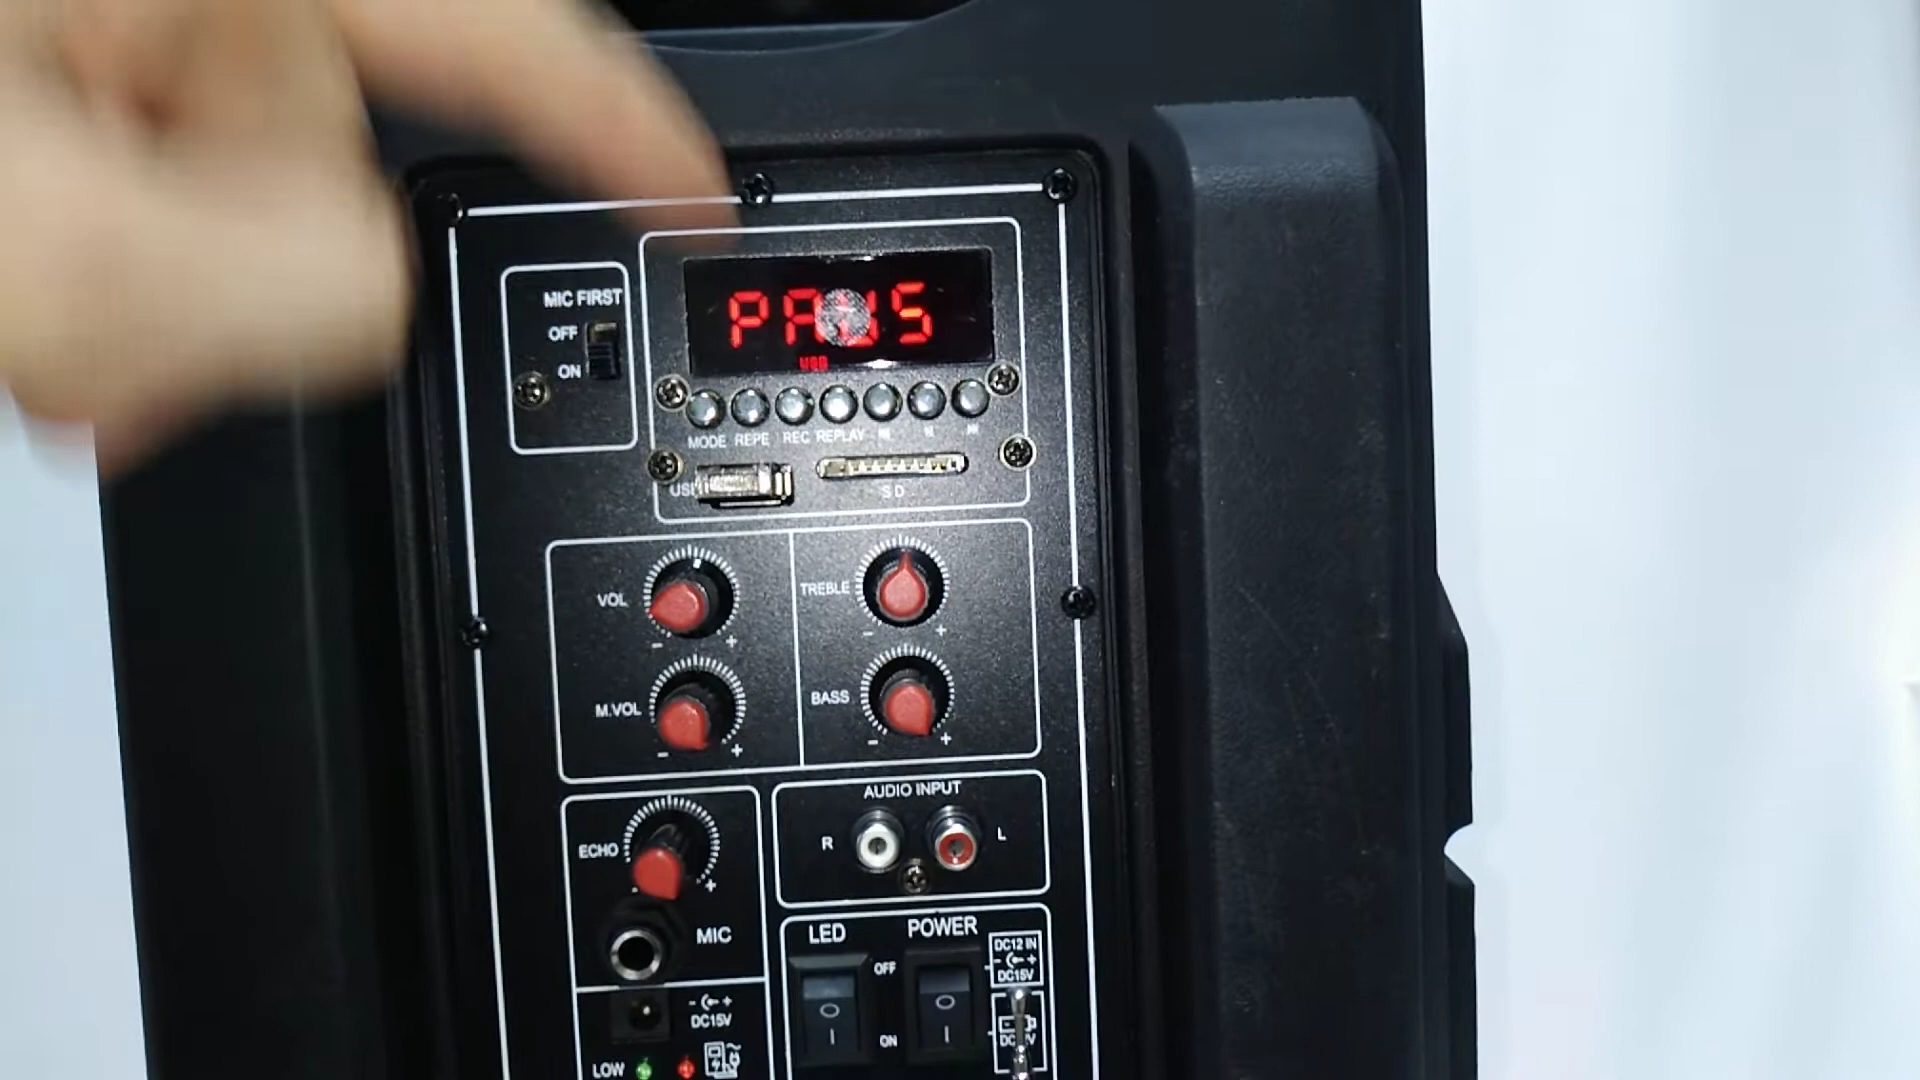 MIC FIRST
OFF
ON
PAUS
USB
MODE REPE REC REPLAY
SD
VOL
- +
TREBLE
- +
M.VOL
- +
BASS
- +
ECHO
+
AUDIO INPUT
R L
MIC
LED POWER
OFF
ON
DC12 IN
- +
DC15V
- +
DC15V
LOW